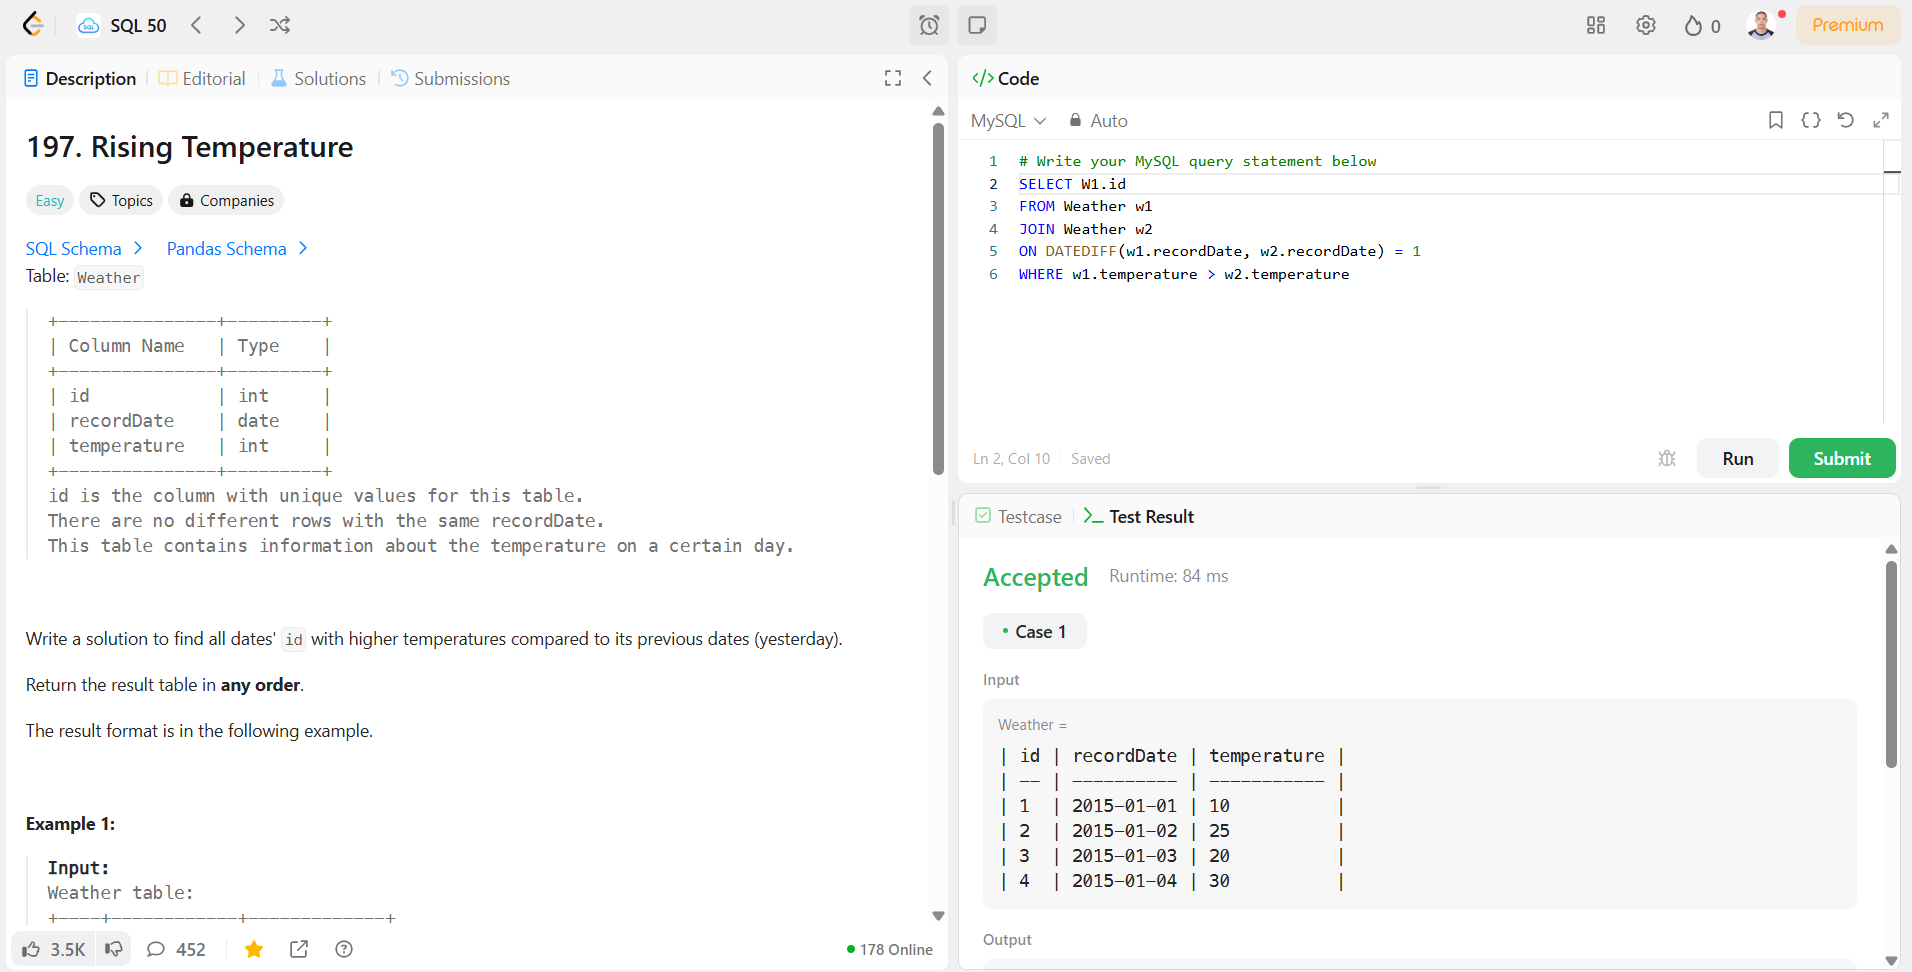 SQL 50
0
Premium
Description
Editorial
Solutions
Submissions
197. Rising Temperature
Easy
Topics
Companies
SQL Schema
Pandas Schema
Table: Weather
+---------------+---------+
| Column Name   | Type    |
+---------------+---------+
| id            | int     |
| recordDate    | date    |
| temperature   | int     |
+---------------+---------+
id is the column with unique values for this table.
There are no different rows with the same recordDate.
This table contains information about the temperature on a certain day.
Write a solution to find all dates' id with higher temperatures compared to its previous dates (yesterday).
Return the result table in any order.
The result format is in the following example.
Example 1:
Input:
Weather table:
+----+------------+-------------+
3.5K
452
178 Online
</> Code
MySQL
Auto
1 # Write your MySQL query statement below
2 SELECT W1.id
3 FROM Weather w1
4 JOIN Weather w2
5 ON DATEDIFF(w1.recordDate, w2.recordDate) = 1
6 WHERE w1.temperature > w2.temperature
Ln 2, Col 10
Saved
Run
Submit
Testcase
Test Result
Accepted
Runtime: 84 ms
Case 1
Input
Weather =
| id | recordDate | temperature |
| -- | ---------- | ----------- |
| 1  | 2015-01-01 | 10          |
| 2  | 2015-01-02 | 25          |
| 3  | 2015-01-03 | 20          |
| 4  | 2015-01-04 | 30          |
Output